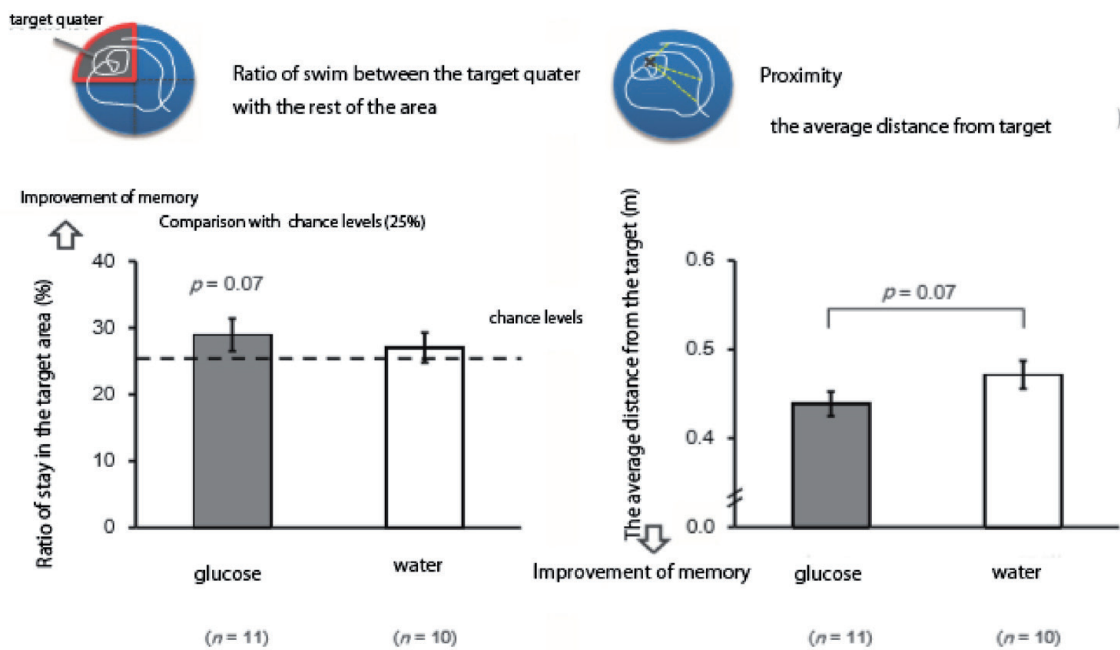 target quater
Ratio of swim between the target quater
with the rest of the area
Proximity
the average distance from target
Improvement of memory
Comparison with chance levels (25%)
Ratio of stay in the target area (%)
40
30
20
10
0
p = 0.07
chance levels
glucose
water
(n = 11)
(n = 10)
The average distance from the target (m)
0.6
0.5
0.4
0.0
p = 0.07
Improvement of memory
glucose
water
(n = 11)
(n = 10)